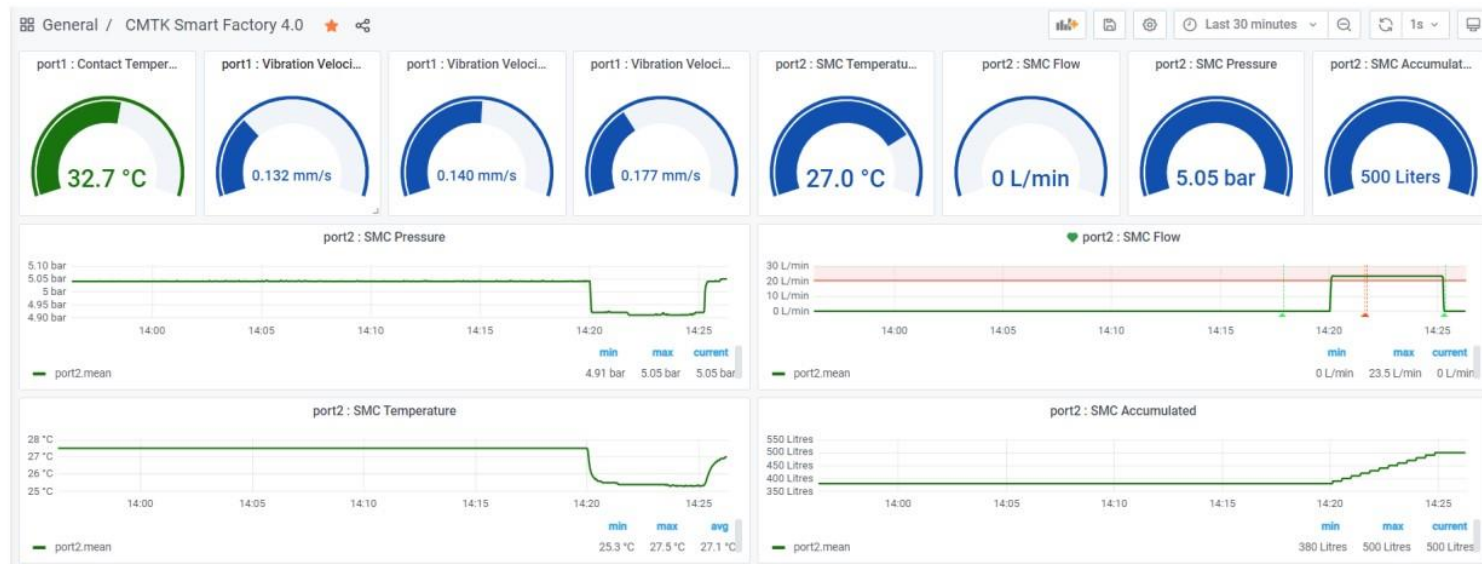 General / CMTK Smart Factory 4.0
Last 30 minutes
1s
port1 : Contact Temper...
port1 : Vibration Veloci...
port1 : Vibration Veloci...
port1 : Vibration Veloci...
port2 : SMC Temperatu...
port2 : SMC Flow
port2 : SMC Pressure
port2 : SMC Accumulat...
32.7 °C
0.132 mm/s
0.140 mm/s
0.177 mm/s
27.0 °C
0 L/min
5.05 bar
500 Liters
port2 : SMC Pressure
5.10 bar
5.05 bar
5 bar
4.95 bar
4.90 bar
14:00 14:05 14:10 14:15 14:20 14:25
min max current
port2.mean 4.91 bar 5.05 bar 5.05 bar
port2 : SMC Flow
30 L/min
20 L/min
10 L/min
0 L/min
14:00 14:05 14:10 14:15 14:20 14:25
min max current
port2.mean 0 L/min 23.5 L/min 0 L/min
port2 : SMC Temperature
28 °C
27 °C
26 °C
25 °C
14:00 14:05 14:10 14:15 14:20 14:25
min max avg
port2.mean 25.3 °C 27.5 °C 27.1 °C
port2 : SMC Accumulated
550 Litres
500 Litres
450 Litres
400 Litres
350 Litres
14:00 14:05 14:10 14:15 14:20 14:25
min max current
port2.mean 380 Litres 500 Litres 500 Litres